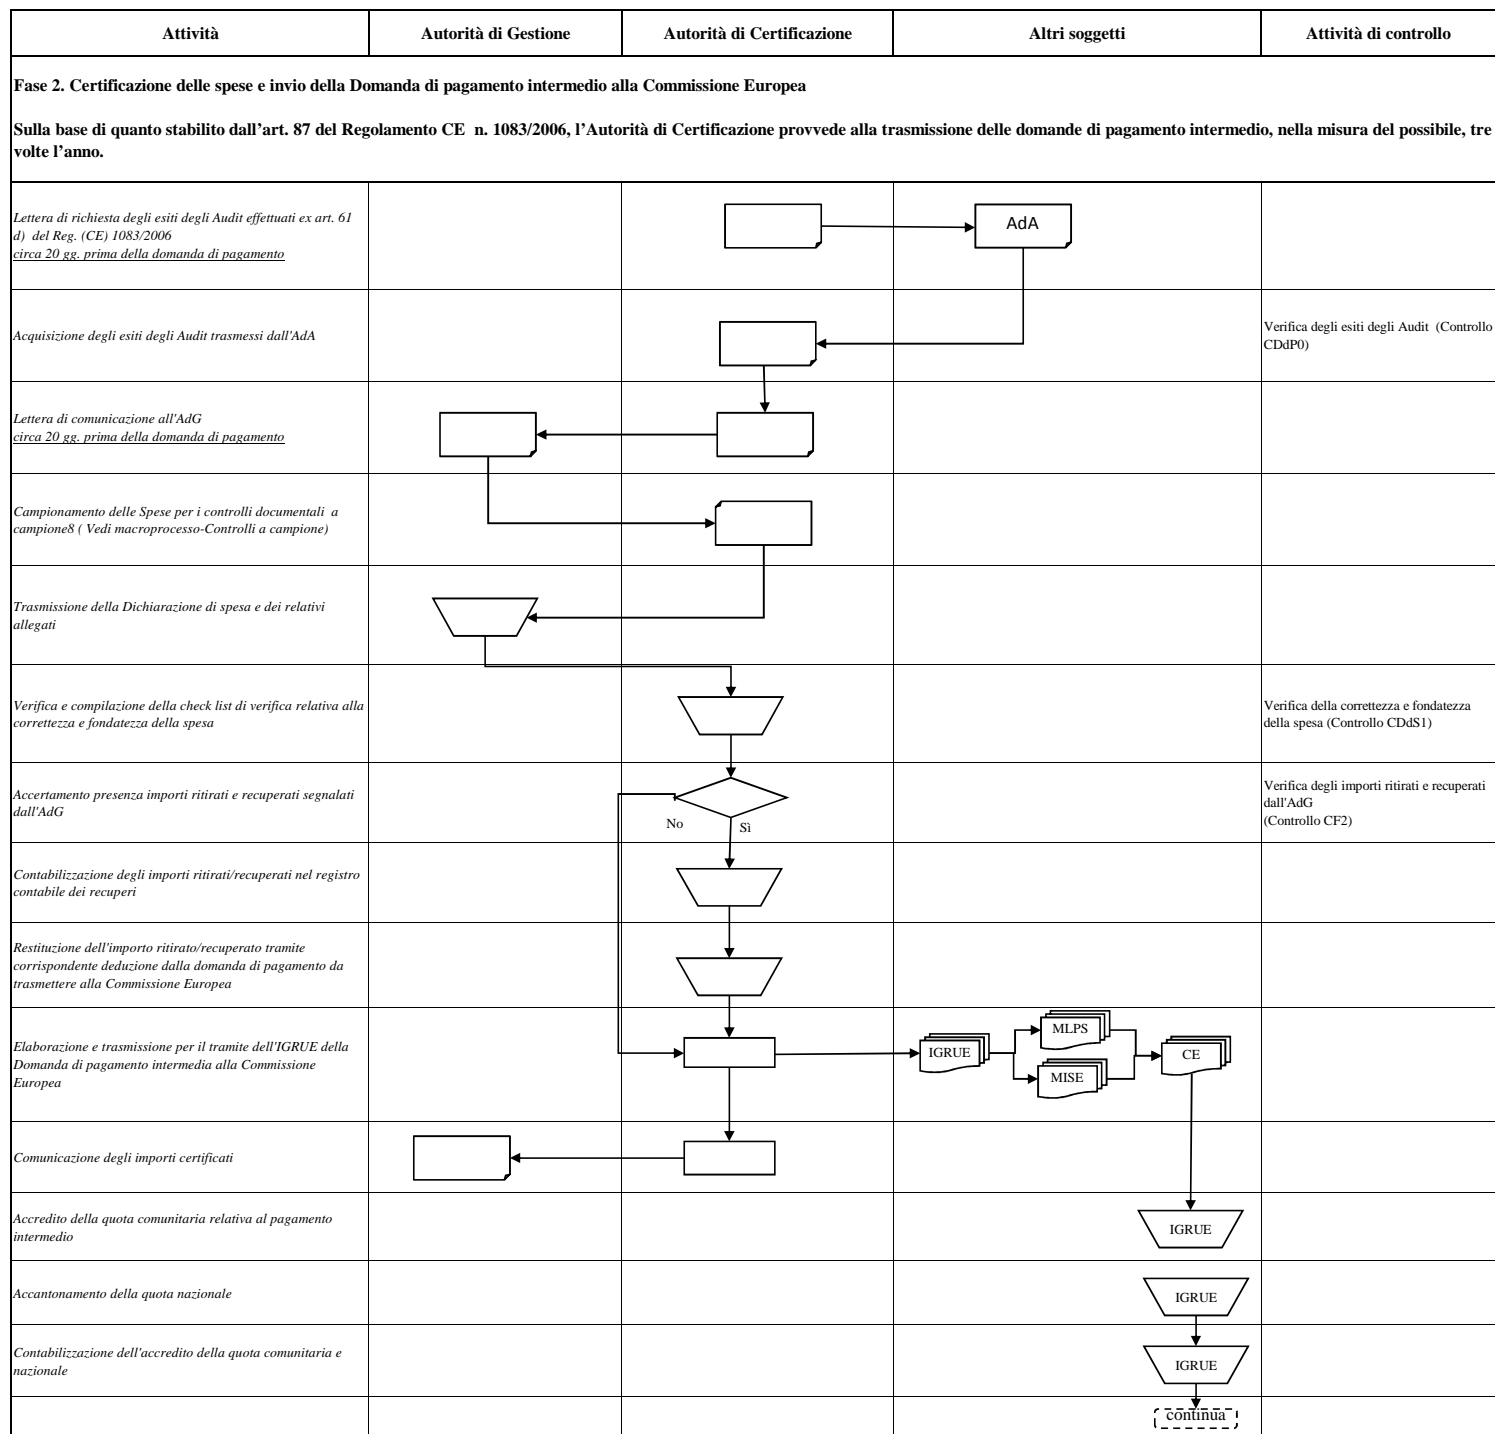 Attività
Autorità di Gestione
Autorità di Certificazione
Altri soggetti
Attività di controllo
Fase 2. Certificazione delle spese e invio della Domanda di pagamento intermedio alla Commissione Europea
Sulla base di quanto stabilito dall'art. 87 del Regolamento CE  n. 1083/2006, l'Autorità di Certificazione provvede alla trasmissione delle domande di pagamento intermedio, nella misura del possibile, tre
volte l'anno.
Lettera di richiesta degli esiti degli Audit effettuati ex art. 61
d)  del Reg. (CE) 1083/2006
circa 20 gg. prima della domanda di pagamento
AdA
Acquisizione degli esiti degli Audit trasmessi dall'AdA
Verifica degli esiti degli Audit  (Controllo
CDdP0)
Lettera di comunicazione all'AdG
circa 20 gg. prima della domanda di pagamento
Campionamento delle Spese per i controlli documentali  a
campione8 ( Vedi macroprocesso-Controlli a campione)
Trasmissione della Dichiarazione di spesa e dei relativi
allegati
Verifica e compilazione della check list di verifica relativa alla
correttezza e fondatezza della spesa
Verifica della correttezza e fondatezza
della spesa (Controllo CDdS1)
Accertamento presenza importi ritirati e recuperati segnalati
dall'AdG
No
Sì
Verifica degli importi ritirati e recuperati
dall'AdG
(Controllo CF2)
Contabilizzazione degli importi ritirati/recuperati nel registro
contabile dei recuperi
Restituzione dell'importo ritirato/recuperato tramite
corrispondente deduzione dalla domanda di pagamento da
trasmettere alla Commissione Europea
Elaborazione e trasmissione per il tramite dell'IGRUE della
Domanda di pagamento intermedia alla Commissione
Europea
IGRUE
MLPS
MISE
CE
Comunicazione degli importi certificati
Accredito della quota comunitaria relativa al pagamento
intermedio
IGRUE
Accantonamento della quota nazionale
IGRUE
Contabilizzazione dell'accredito della quota comunitaria e
nazionale
IGRUE
continua